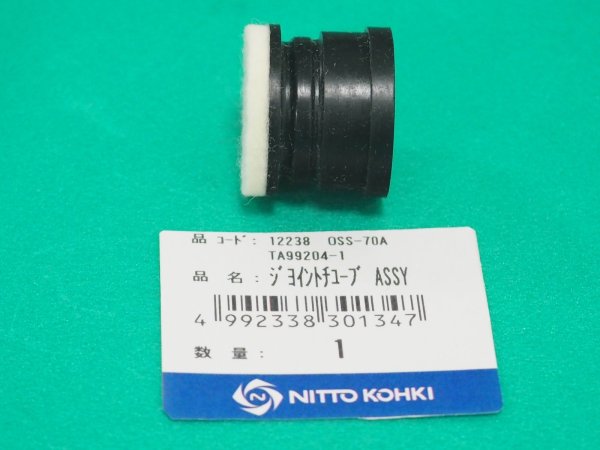 品 ｺｰﾄﾞ: 12238 OSS-70A
TA99204-1
品 名: ｼﾞｮｲﾝﾄﾁｭｰﾌﾞ ASSY
4 992338 301347
数 量: 1
N NITTO KOHKI